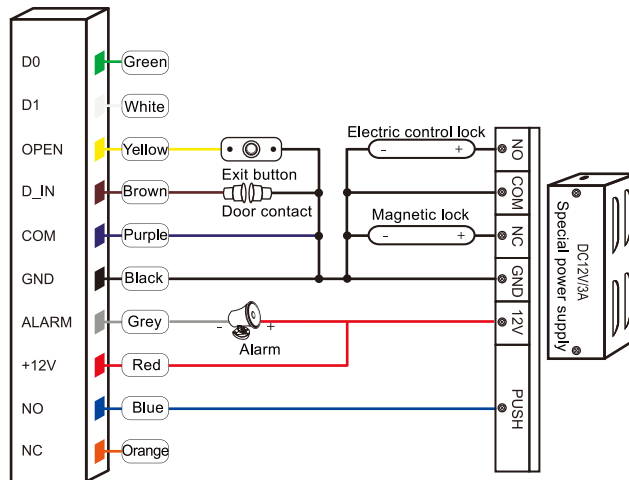 D0 Green
D1 White
OPEN Yellow
Exit button
D_IN Brown
Door contact
COM Purple
GND Black
ALARM Grey - +
Alarm
+12V Red
NO Blue
NC Orange
Electric control lock
- +
Magnetic lock
- +
NO
COM
NC
GND
12V
PUSH
DC12V/3A
Special power supply